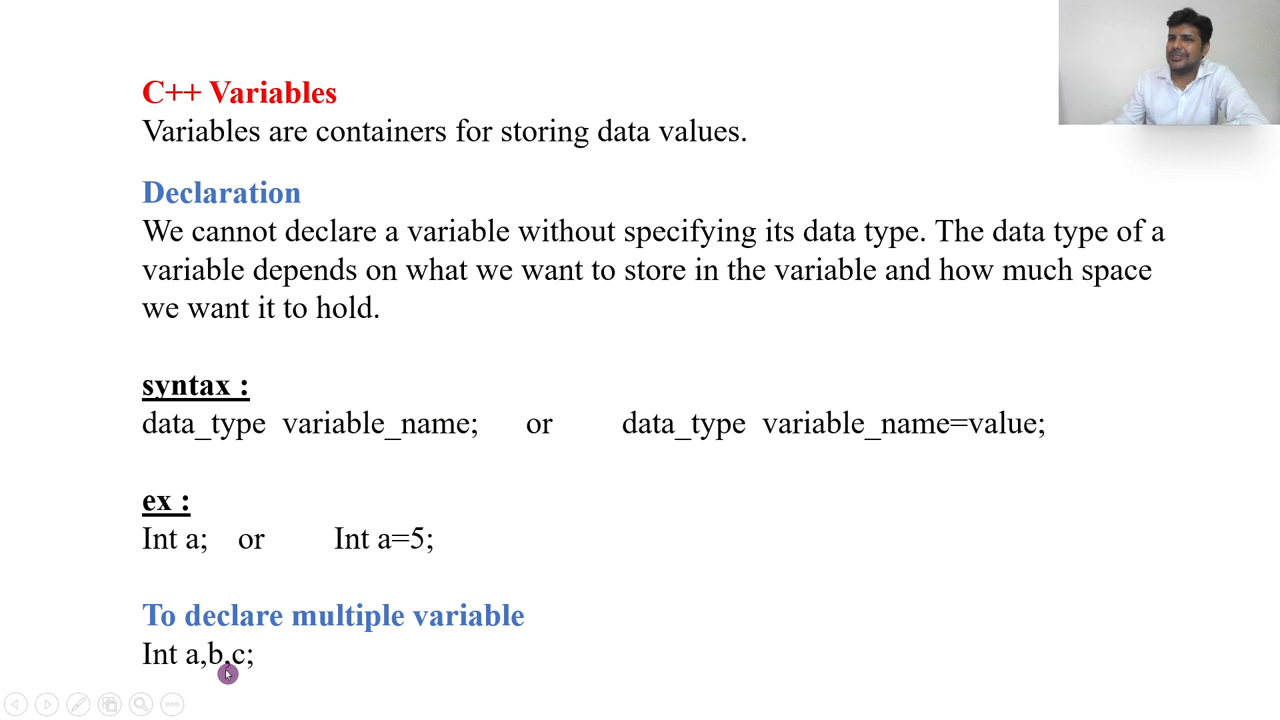 C++ Variables
Variables are containers for storing data values.
Declaration
We cannot declare a variable without specifying its data type. The data type of a
variable depends on what we want to store in the variable and how much space
we want it to hold.
syntax :
data_type variable_name; or data_type variable_name=value;
ex :
Int a; or Int a=5;
To declare multiple variable
Int a,b,c;